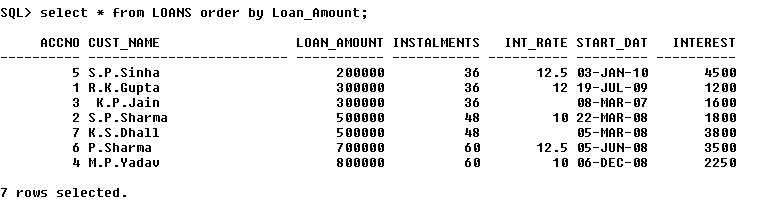 SQL> select * from LOANS order by Loan_Amount;
ACCNO CUST_NAME LOAN_AMOUNT INSTALMENTS INT_RATE START_DAT INTEREST
---------- ------------------------- ----------- ----------- ---------- --------- ----------
5 S.P.Sinha 200000 36 12.5 03-JAN-10 4500
1 R.K.Gupta 300000 36 12 19-JUL-09 1200
3 K.P.Jain 300000 36 08-MAR-07 1600
2 S.P.Sharma 500000 48 10 22-MAR-08 1800
7 K.S.Dhall 500000 48 05-MAR-08 3800
6 P.Sharma 700000 60 12.5 05-JUN-08 3500
4 M.P.Yadav 800000 60 10 06-DEC-08 2250
7 rows selected.